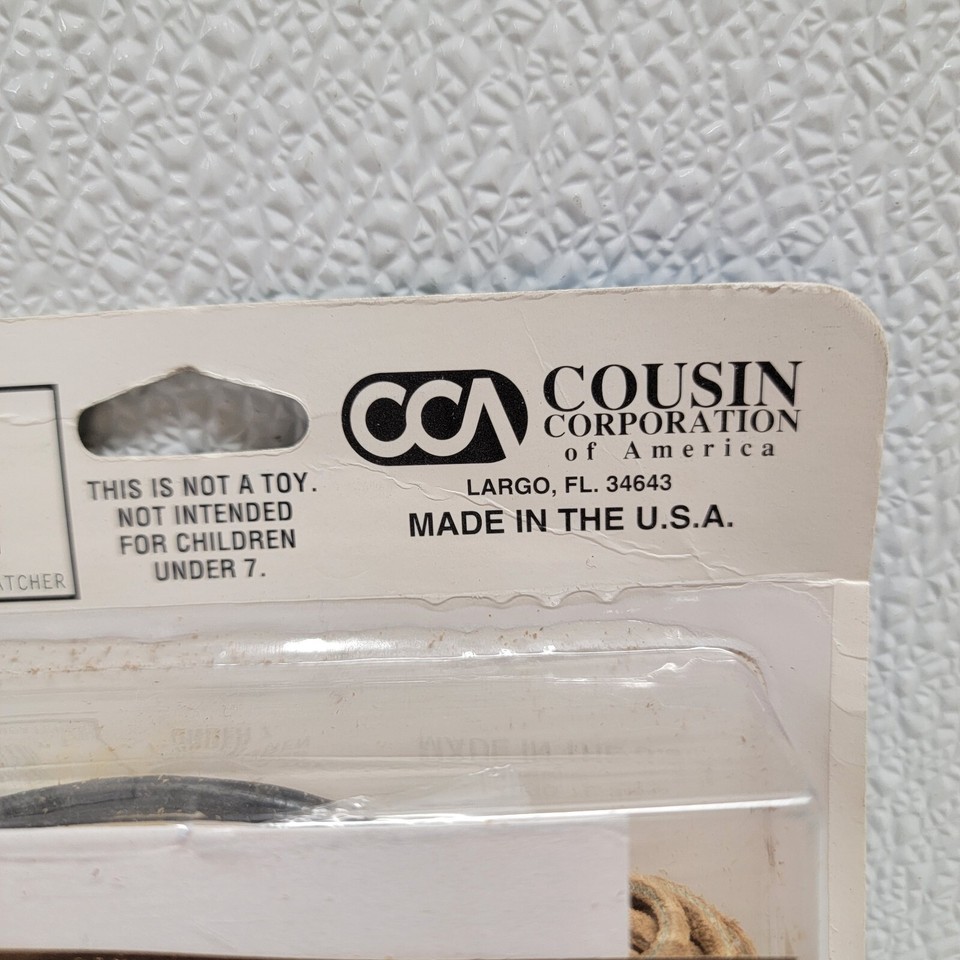 CCA
COUSIN
CORPORATION
of America
LARGO, FL. 34643
MADE IN THE U.S.A.
THIS IS NOT A TOY.
NOT INTENDED
FOR CHILDREN
UNDER 7.
ATCHER